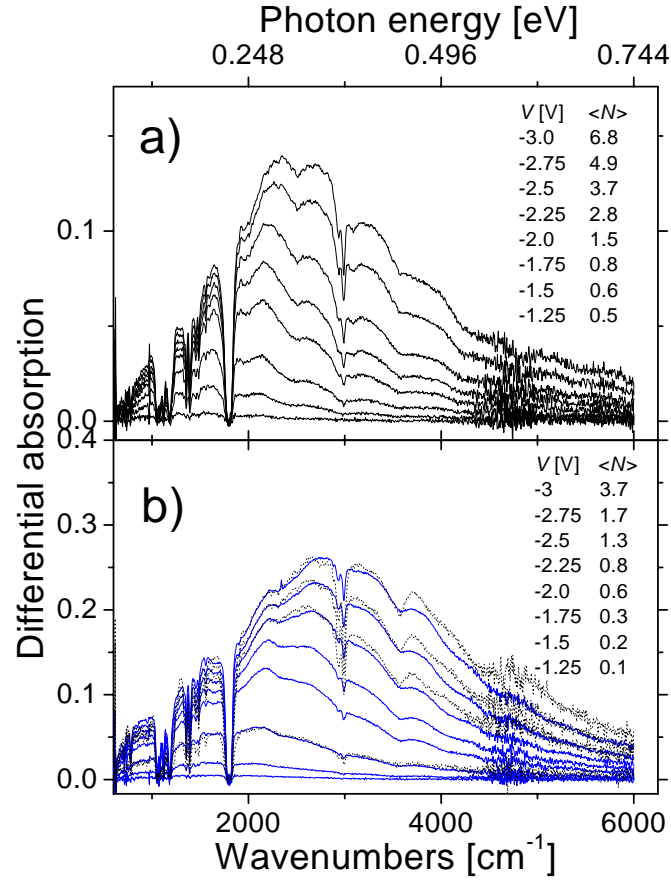 Photon energy [eV]
0.248 0.496 0.744
a)
V [V] <N>
-3.0 6.8
-2.75 4.9
-2.5 3.7
-2.25 2.8
-2.0 1.5
-1.75 0.8
-1.5 0.6
-1.25 0.5
0.1
0.0
Differential absorption
0.4
b)
V [V] <N>
-3 3.7
-2.75 1.7
-2.5 1.3
-2.25 0.8
-2.0 0.6
-1.75 0.3
-1.5 0.2
-1.25 0.1
0.3
0.2
0.1
0.0
2000 4000 6000
Wavenumbers [cm⁻¹]